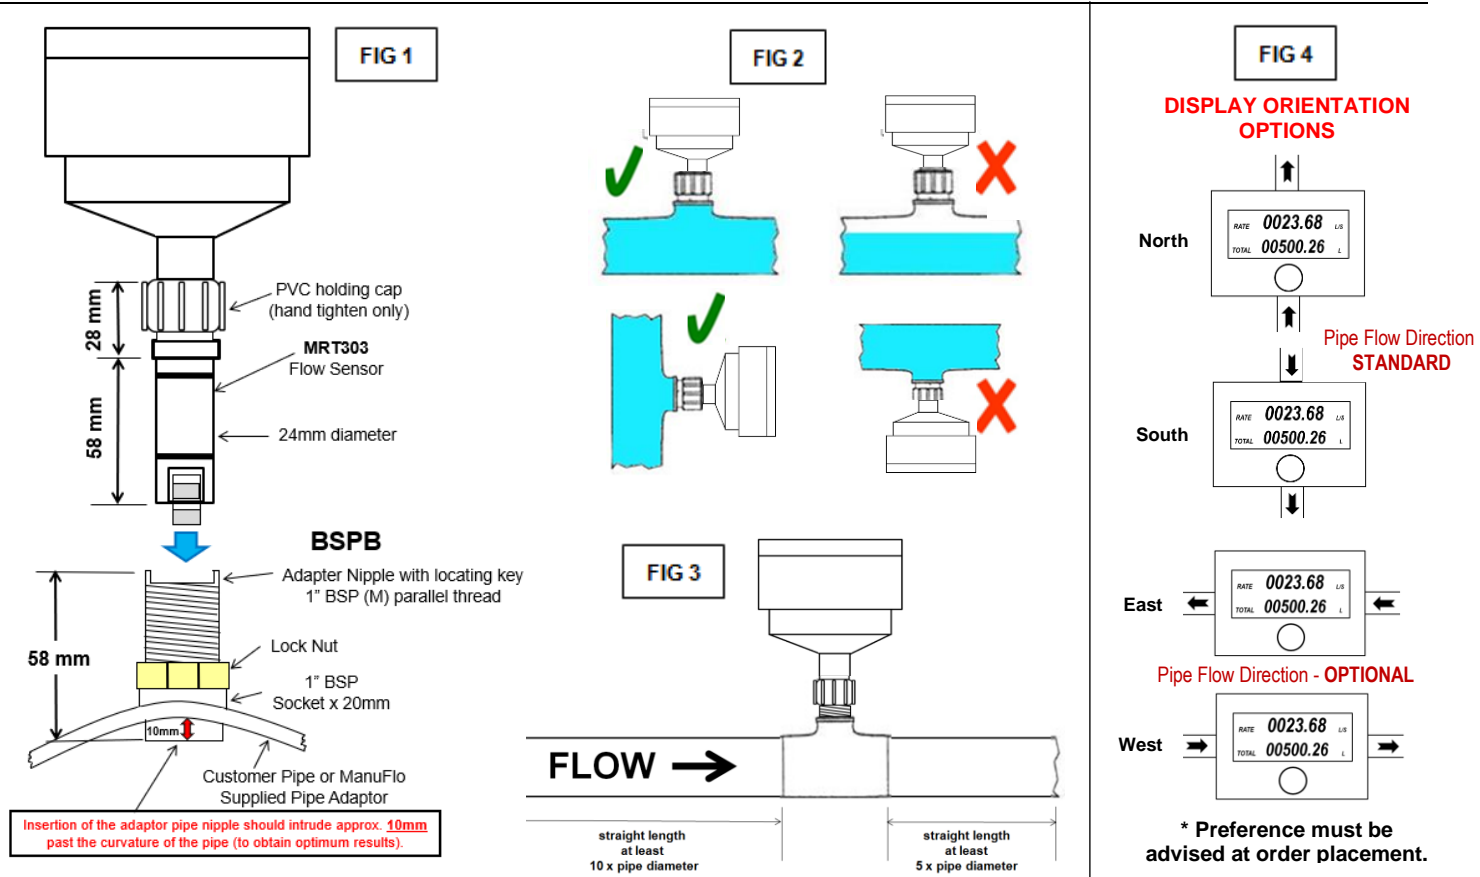 FIG 1
28 mm
PVC holding cap
(hand tighten only)
MRT303
Flow Sensor
58 mm
24mm diameter
BSPB
Adapter Nipple with locating key
1” BSP (M) parallel thread
Lock Nut
58 mm
1” BSP
Socket x 20mm
10mm
Customer Pipe or ManuFlo
Supplied Pipe Adaptor
Insertion of the adaptor pipe nipple should intrude approx. 10mm
past the curvature of the pipe (to obtain optimum results).
FIG 2
FIG 3
FLOW
straight length
at least
10 x pipe diameter
straight length
at least
5 x pipe diameter
FIG 4
DISPLAY ORIENTATION
OPTIONS
North
RATE 0023.68 L/S
TOTAL 00500.26 L
Pipe Flow Direction
STANDARD
South
RATE 0023.68 L/S
TOTAL 00500.26 L
East
RATE 0023.68 L/S
TOTAL 00500.26 L
Pipe Flow Direction - OPTIONAL
West
RATE 0023.68 L/S
TOTAL 00500.26 L
* Preference must be
advised at order placement.